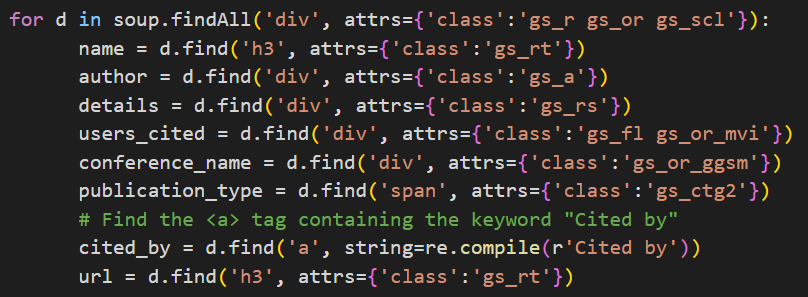 for d in soup.findAll('div', attrs={'class':'gs_r gs_or gs_scl'}):
name = d.find('h3', attrs={'class':'gs_rt'})
author = d.find('div', attrs={'class':'gs_a'})
details = d.find('div', attrs={'class':'gs_rs'})
users_cited = d.find('div', attrs={'class':'gs_fl gs_or_mvi'})
conference_name = d.find('div', attrs={'class':'gs_or_ggsm'})
publication_type = d.find('span', attrs={'class':'gs_ctg2'})
# Find the <a> tag containing the keyword "Cited by"
cited_by = d.find('a', string=re.compile(r'Cited by'))
url = d.find('h3', attrs={'class':'gs_rt'})